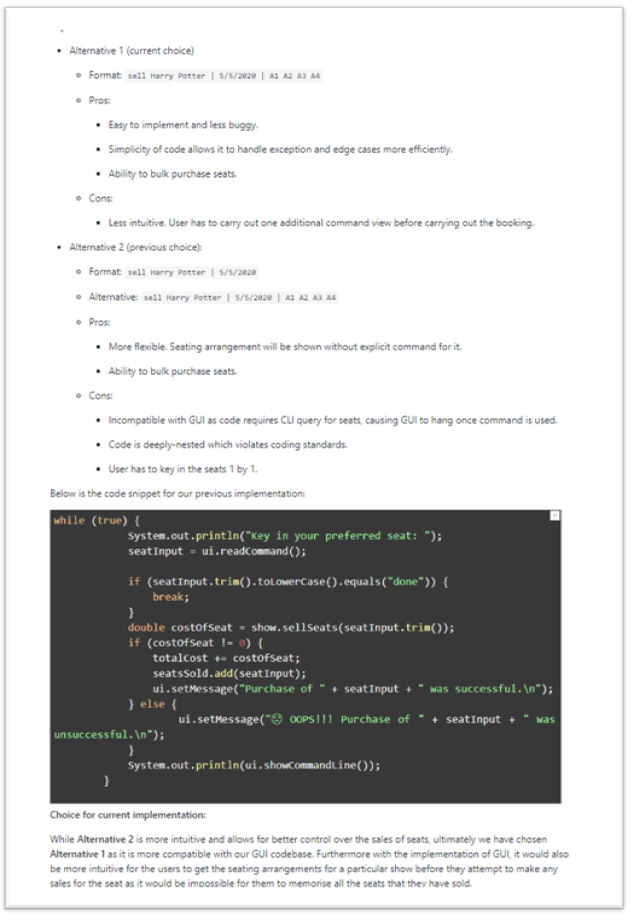 • Alternative 1 (current choice)
◦ Format: sell Harry Potter | 5/5/2020 | A1 A2 A3 A4
◦ Pros:
▪ Easy to implement and less buggy.
▪ Simplicity of code allows it to handle exception and edge cases more efficiently.
▪ Ability to bulk purchase seats.
◦ Cons:
▪ Less intuitive. User has to carry out one additional command view before carrying out the booking.
• Alternative 2 (previous choice):
◦ Format: sell Harry Potter | 5/5/2020
◦ Alternative: sell Harry Potter | 5/5/2020 | A1 A2 A3 A4
◦ Pros:
▪ More flexible. Seating arrangement will be shown without explicit command for it.
▪ Ability to bulk purchase seats.
◦ Cons:
▪ Incompatible with GUI as code requires CLI query for seats, causing GUI to hang once command is used.
▪ Code is deeply-nested which violates coding standards.
▪ User has to key in the seats 1 by 1.
Below is the code snippet for our previous implementation:
while (true) {
System.out.println("Key in your preferred seat: ");
seatInput = ui.readCommand();
if (seatInput.trim().toLowerCase().equals("done")) {
break;
}
double costOfSeat = show.sellSeats(seatInput.trim());
if (costOfSeat != 0) {
totalCost += costOfSeat;
seatsSold.add(seatInput);
ui.setMessage("Purchase of " + seatInput + " was successful.\n");
} else {
ui.setMessage("☹ OOPS!!! Purchase of " + seatInput + " was
unsuccessful.\n");
}
System.out.println(ui.showCommandLine());
}
Choice for current implementation:
While Alternative 2 is more intuitive and allows for better control over the sales of seats, ultimately we have chosen
Alternative 1 as it is more compatible with our GUI codebase. Furthermore with the implementation of GUI, it would also
be more intuitive for the users to get the seating arrangements for a particular show before they attempt to make any
sales for the seat as it would be impossible for them to memorise all the seats that they have sold.